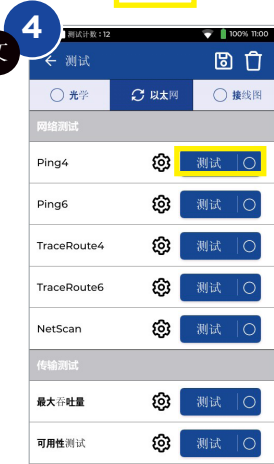 4
测试计数：12
100% 11:00
文
测试
光学
以太网
接线图
网络测试
Ping4
测试
Ping6
测试
TraceRoute4
测试
TraceRoute6
测试
NetScan
测试
传输测试
最大吞吐量
测试
可用性测试
测试